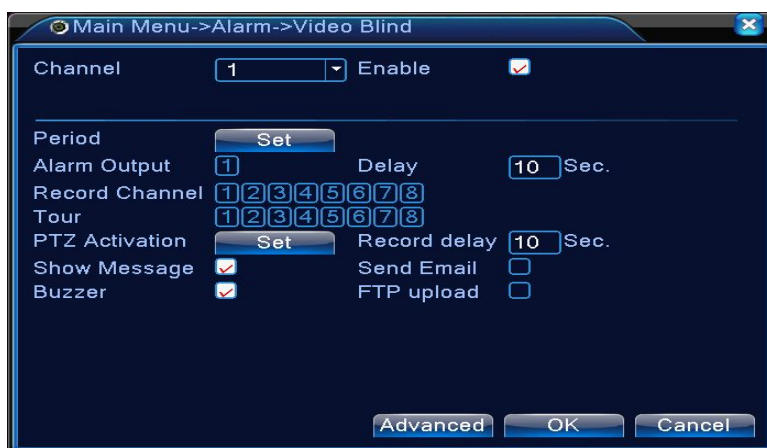 Main Menu->Alarm->Video Blind
Channel 1 Enable
Period Set
Alarm Output 1 Delay 10 Sec.
Record Channel 1 2 3 4 5 6 7 8
Tour 1 2 3 4 5 6 7 8
PTZ Activation Set Record delay 10 Sec.
Show Message Send Email
Buzzer FTP upload
Advanced OK Cancel